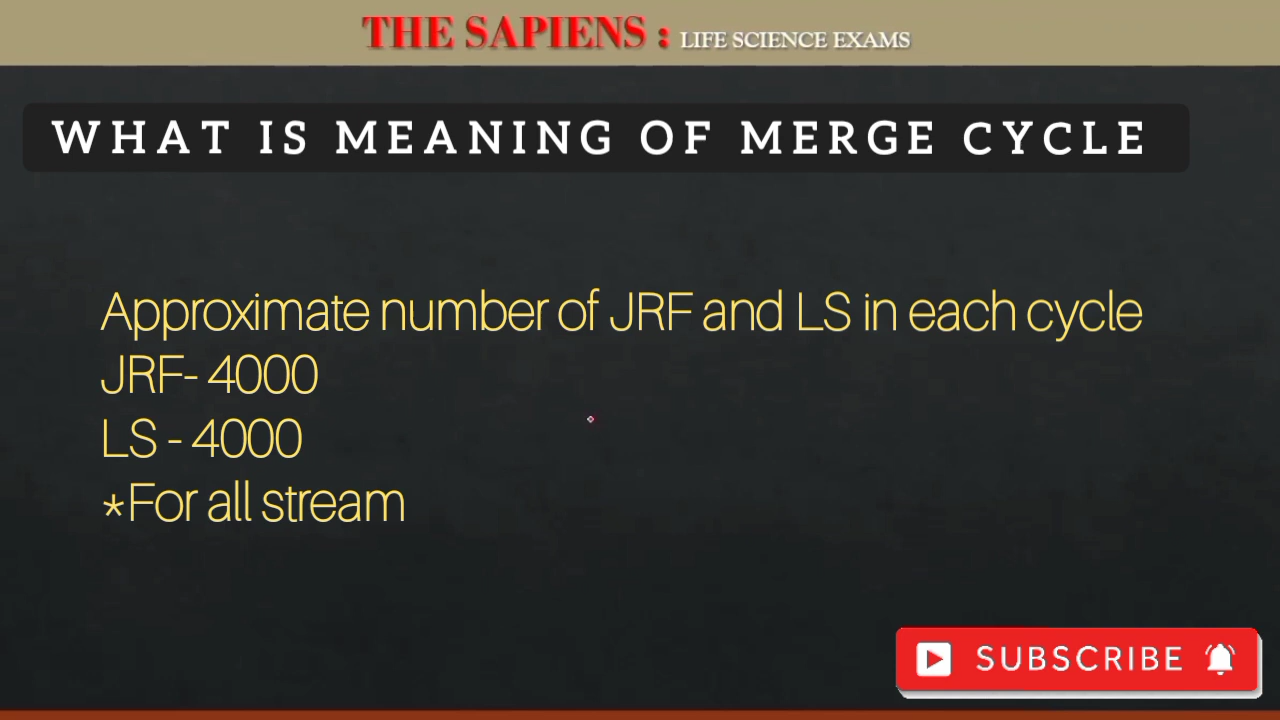 THE SAPIENS : LIFE SCIENCE EXAMS
WHAT IS MEANING OF MERGE CYCLE
Approximate number of JRF and LS in each cycle
JRF- 4000
LS - 4000
*For all stream
SUBSCRIBE